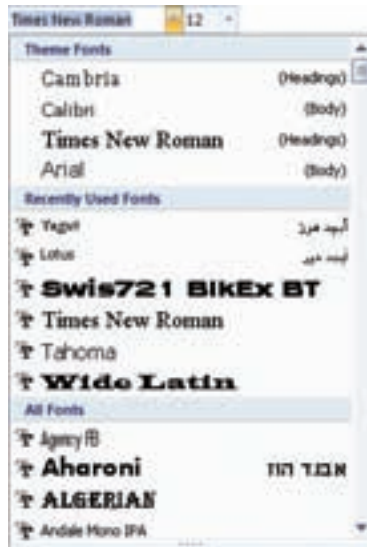 Times New Roman 12
Theme Fonts
Cambria (Headings)
Calibri (Body)
Times New Roman (Headings)
Arial (Body)
Recently Used Fonts
Yagut
Lotus
Swis721 BlkEx BT
Times New Roman
Tahoma
Wide Latin
All Fonts
Agency FB
Aharoni אבגד הוז
ALGERIAN
Andale Mono IPA